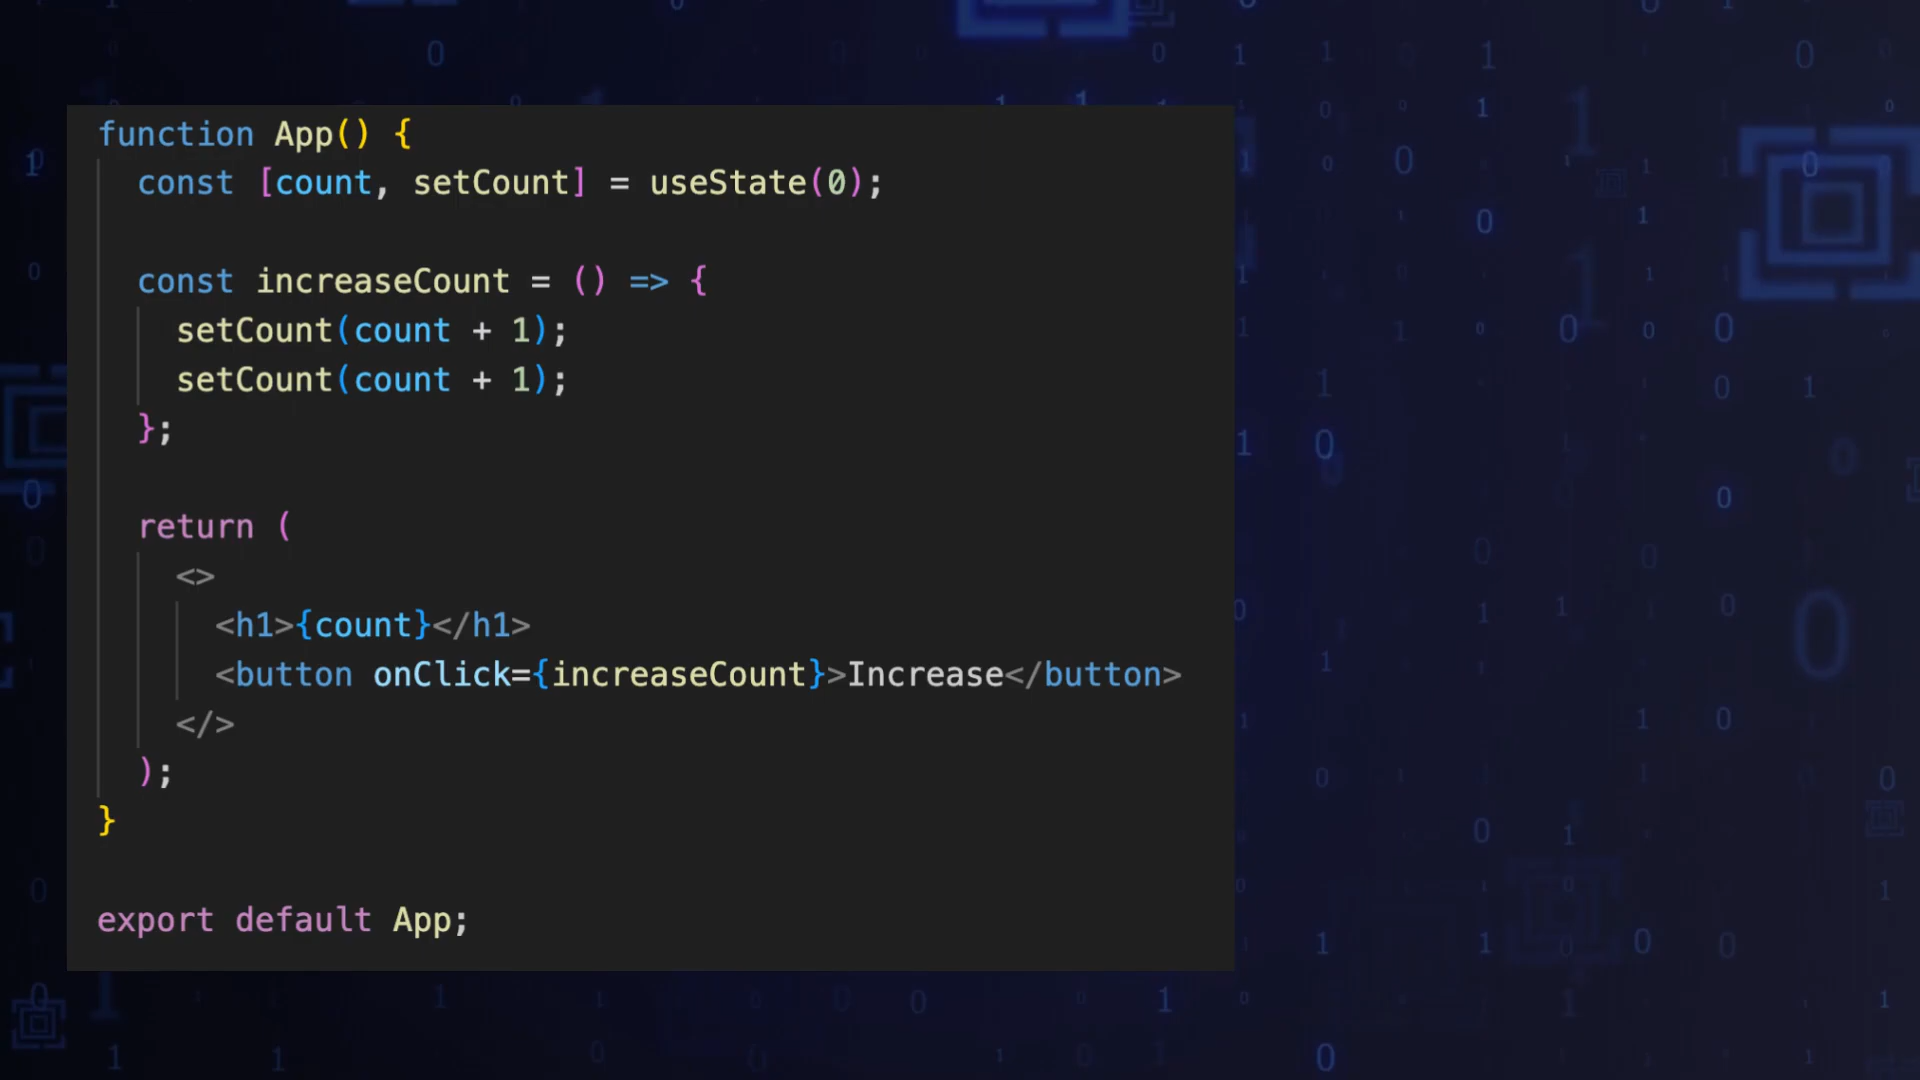 function App() {
const [count, setCount] = useState(0);
const increaseCount = () => {
setCount(count + 1);
setCount(count + 1);
};
return (
<>
<h1>{count}</h1>
<button onClick={increaseCount}>Increase</button>
</>
);
}
export default App;